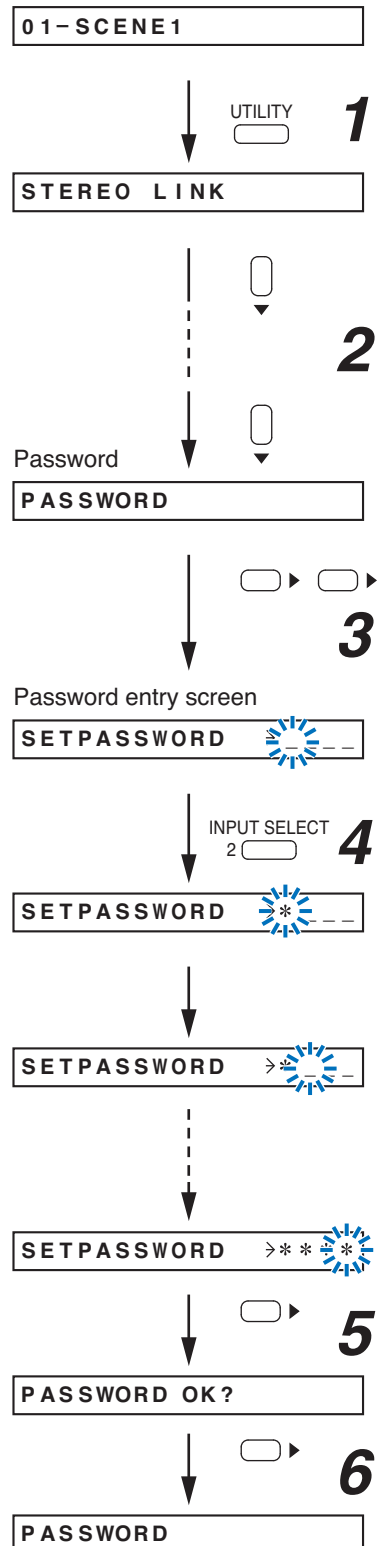 01-SCENE1
UTILITY
1
STEREO LINK
2
Password
PASSWORD
3
Password entry screen
SETPASSWORD >_ _ _ _
INPUT SELECT
2
4
SETPASSWORD >* _ _ _
SETPASSWORD >* _ _ _
SETPASSWORD >* * * *
5
PASSWORD OK?
6
PASSWORD